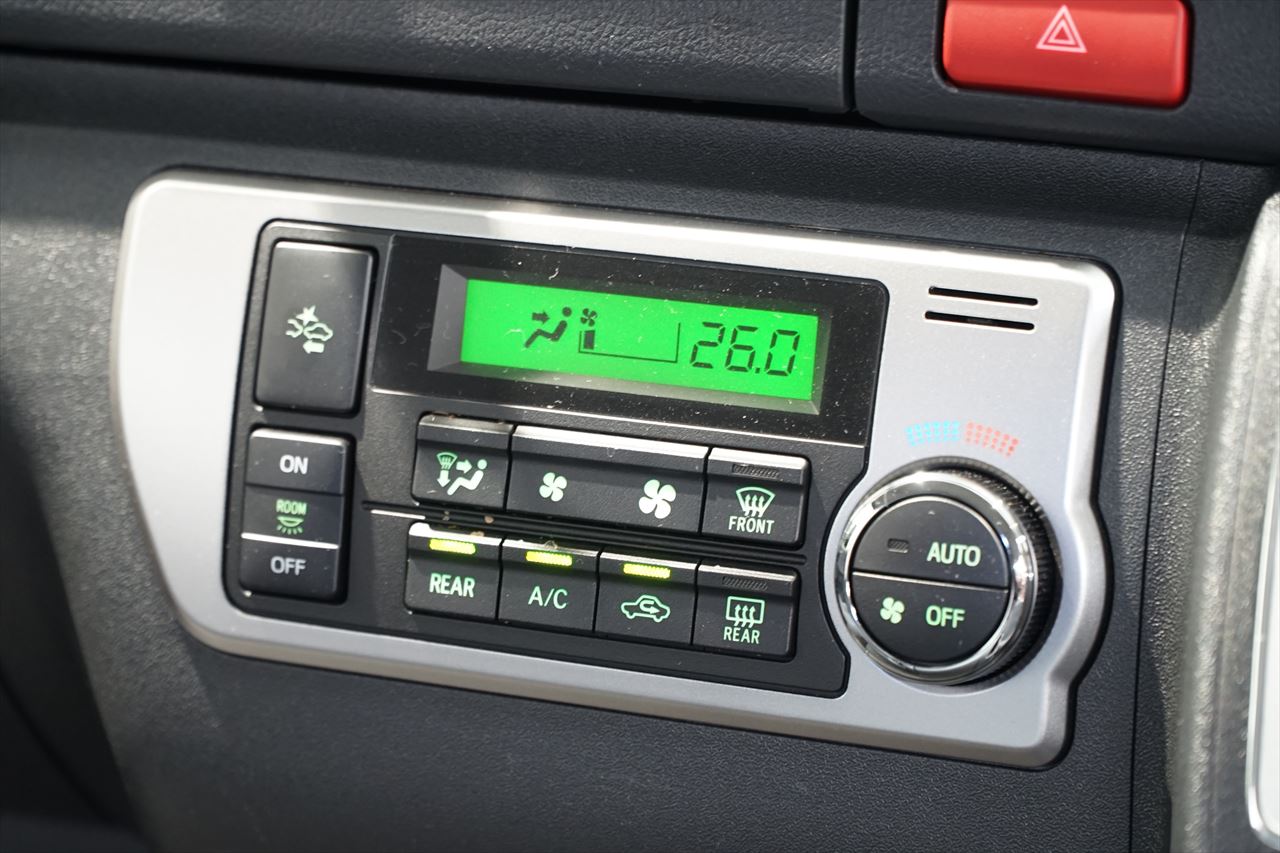 26.0
ON
ROOM
OFF
FRONT
REAR
A/C
REAR
AUTO
OFF